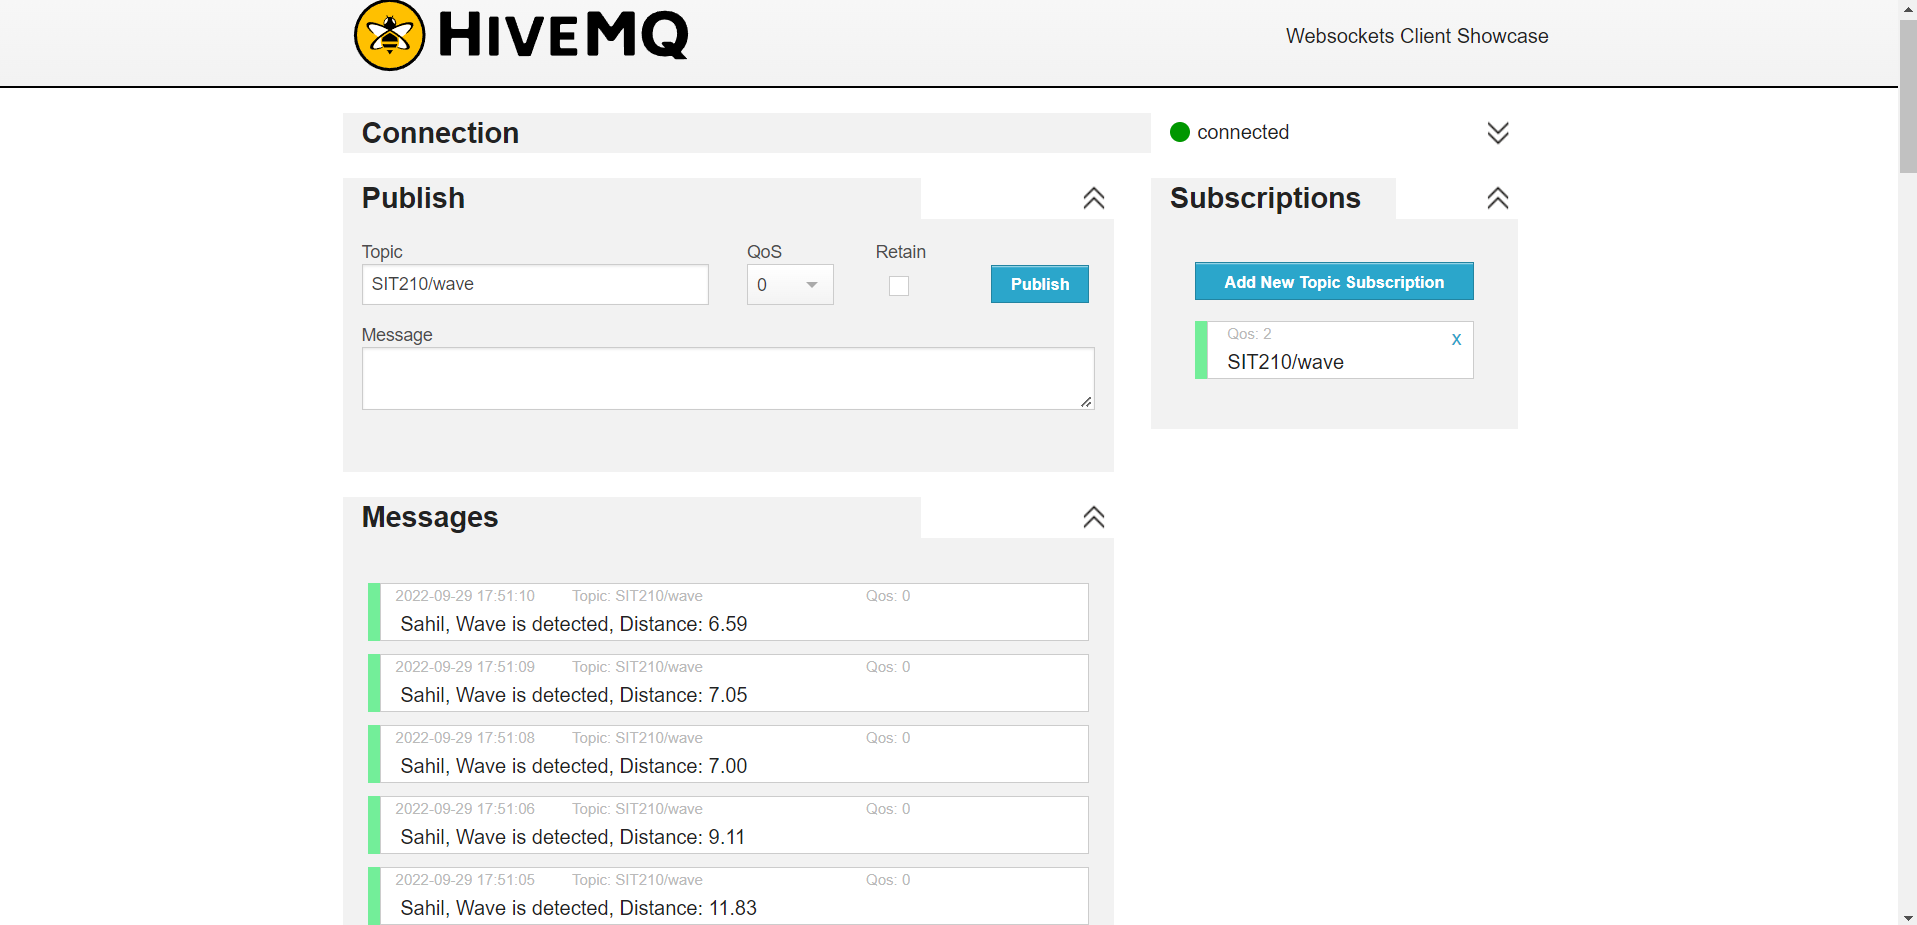 HIVEMQ
Websockets Client Showcase
Connection
connected
Publish
Subscriptions
Topic
QoS
Retain
SIT210/wave
0
Publish
Message
Add New Topic Subscription
Qos: 2
x
SIT210/wave
Messages
2022-09-29 17:51:10 Topic: SIT210/wave Qos: 0
Sahil, Wave is detected, Distance: 6.59
2022-09-29 17:51:09 Topic: SIT210/wave Qos: 0
Sahil, Wave is detected, Distance: 7.05
2022-09-29 17:51:08 Topic: SIT210/wave Qos: 0
Sahil, Wave is detected, Distance: 7.00
2022-09-29 17:51:06 Topic: SIT210/wave Qos: 0
Sahil, Wave is detected, Distance: 9.11
2022-09-29 17:51:05 Topic: SIT210/wave Qos: 0
Sahil, Wave is detected, Distance: 11.83